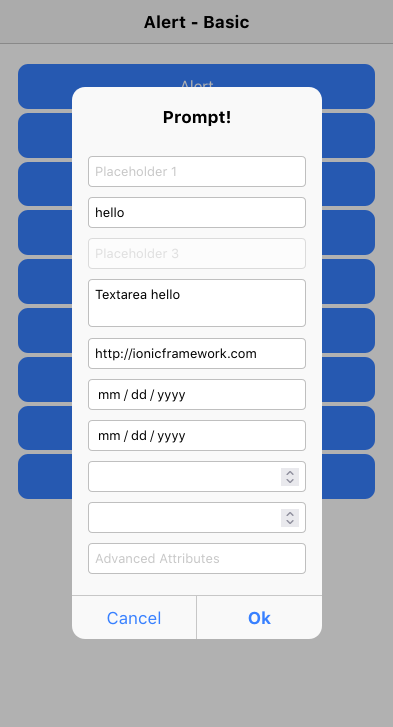 Alert - Basic
Alert
Prompt!
Placeholder 1
hello
Placeholder 3
Textarea hello
http://ionicframework.com
mm / dd / yyyy
mm / dd / yyyy
Advanced Attributes
Cancel
Ok